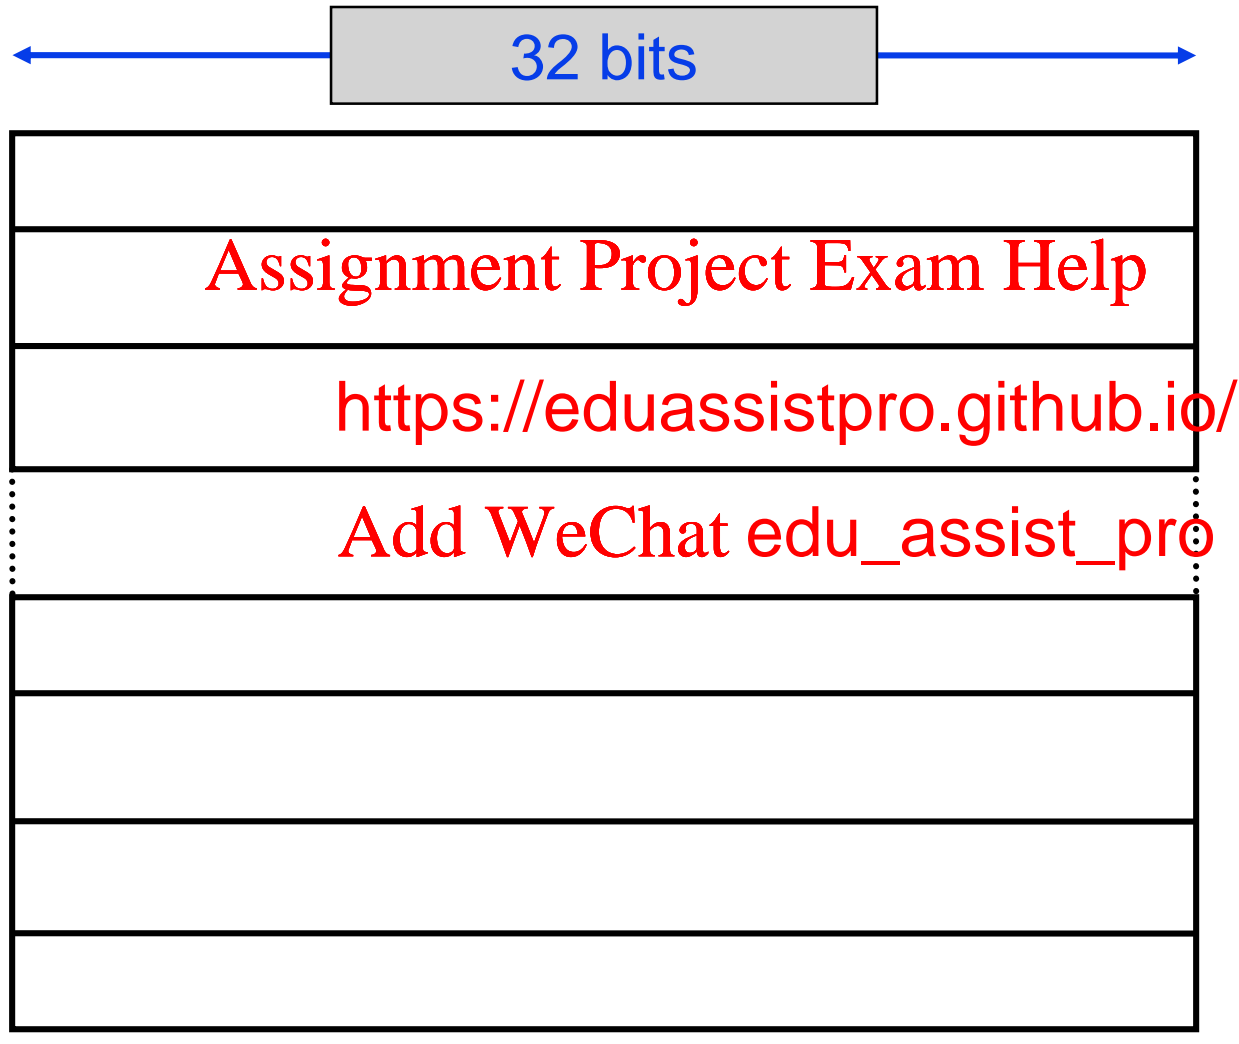 32 bits
Assignment Project Exam Help
https://eduassistpro.github.io/
Add WeChat edu_assist_pro